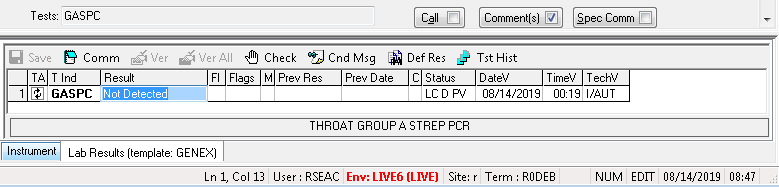 Tests: GASPC Call Comment(s) Spec Comm
Save Comm Ver Ver All Check Cnd Msg Def Res Tst Hist
TA T Ind Result Fl Flags M Prev Res Prev Date C Status DateV TimeV TechV
1 GASPC Not Detected LC D PV 08/14/2019 00:19 I/AUT
THROAT GROUP A STREP PCR
Instrument Lab Results (template: GENEX)
Ln 1, Col 13 User : RSEAC Env: LIVE6 (LIVE) Site: r Term : R0DEB NUM EDIT 08/14/2019 08:47